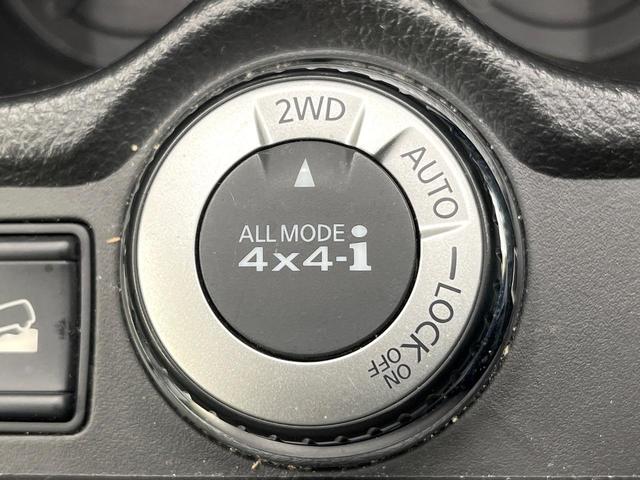 2WD
AUTO
LOCK
ON
OFF
ALL MODE
4x4-i